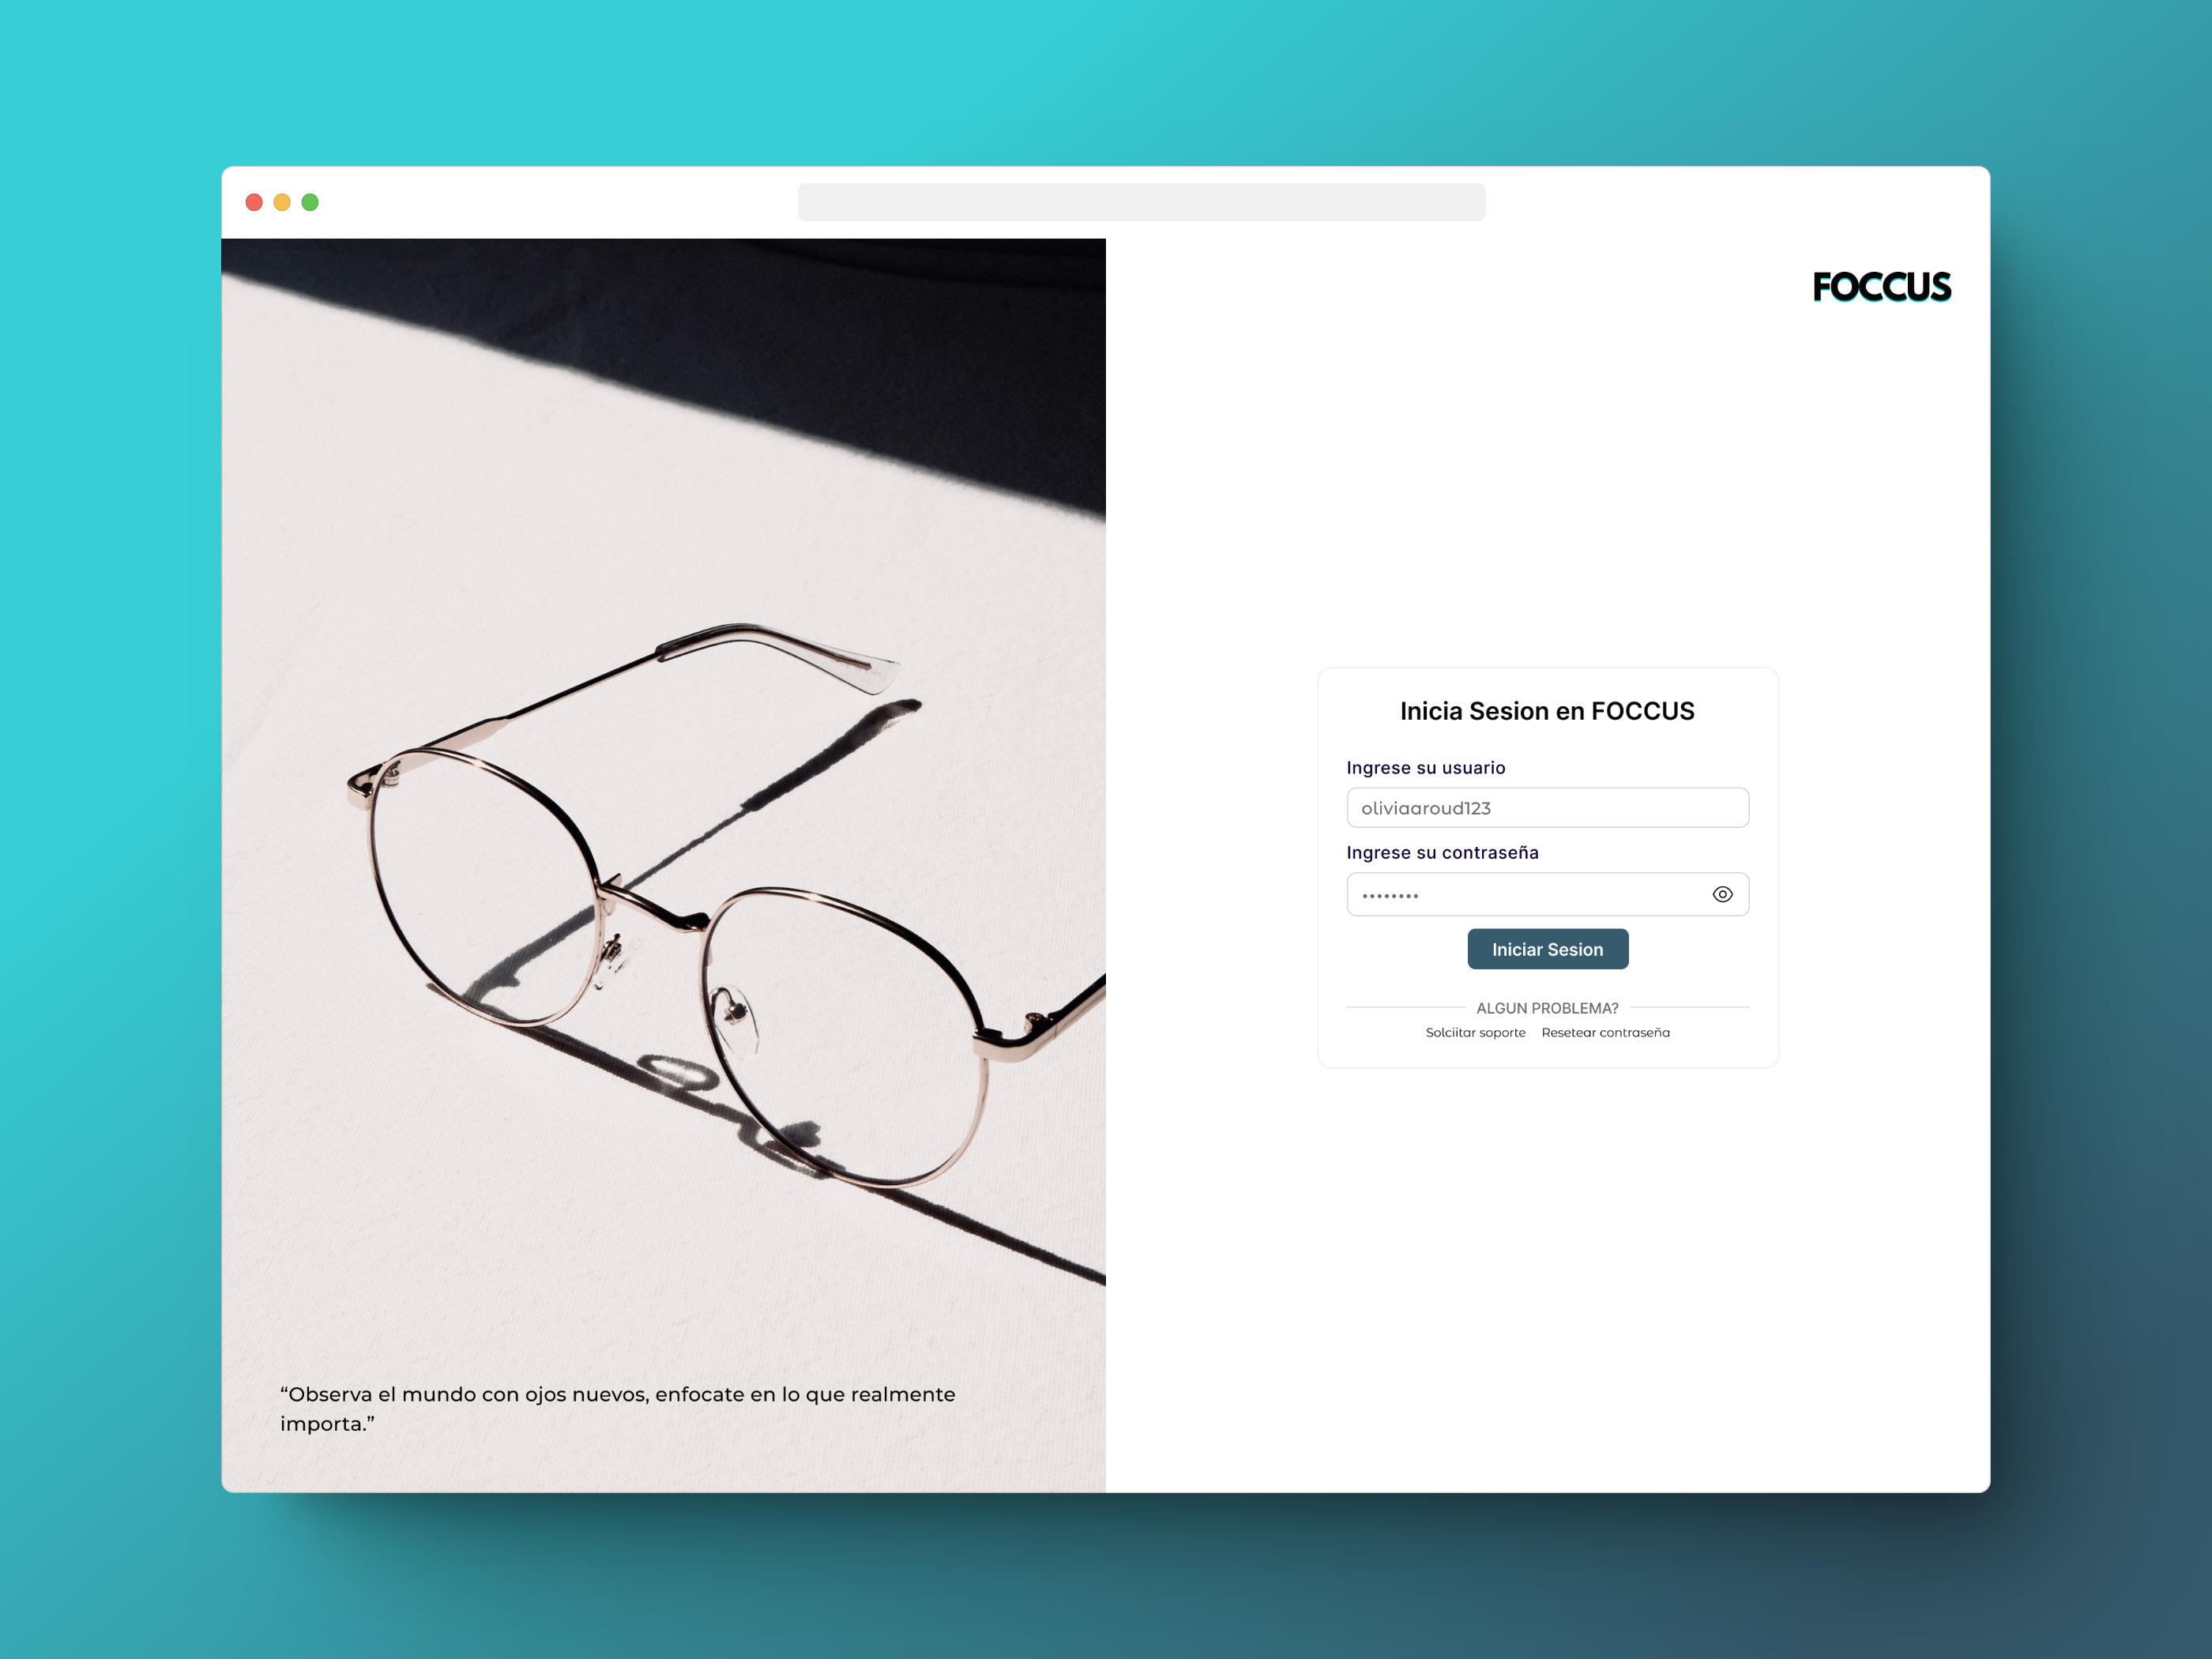 FOCCUS
Inicia Sesion en FOCCUS
Ingrese su usuario
oliviaaroud123
Ingrese su contraseña
••••••••
Iniciar Sesion
ALGUN PROBLEMA?
Solciitar soporte Resetear contraseña
“Observa el mundo con ojos nuevos, enfocate en lo que realmente
importa.”